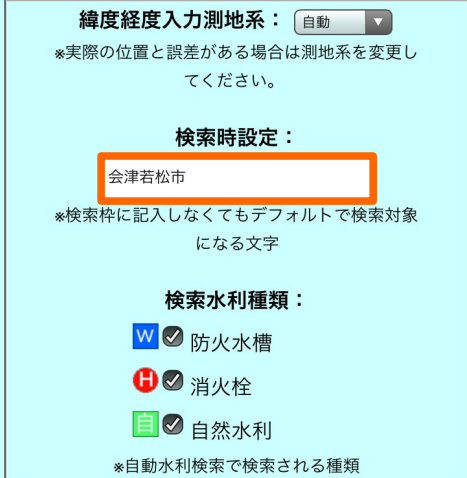 緯度経度入力測地系： 自動
※実際の位置と誤差がある場合は測地系を変更し
てください。
検索時設定：
会津若松市
※検索枠に記入しなくてもデフォルトで検索対象
になる文字
検索水利種類：
W 防火水槽
H 消火栓
自 自然水利
※自動水利検索で検索される種類